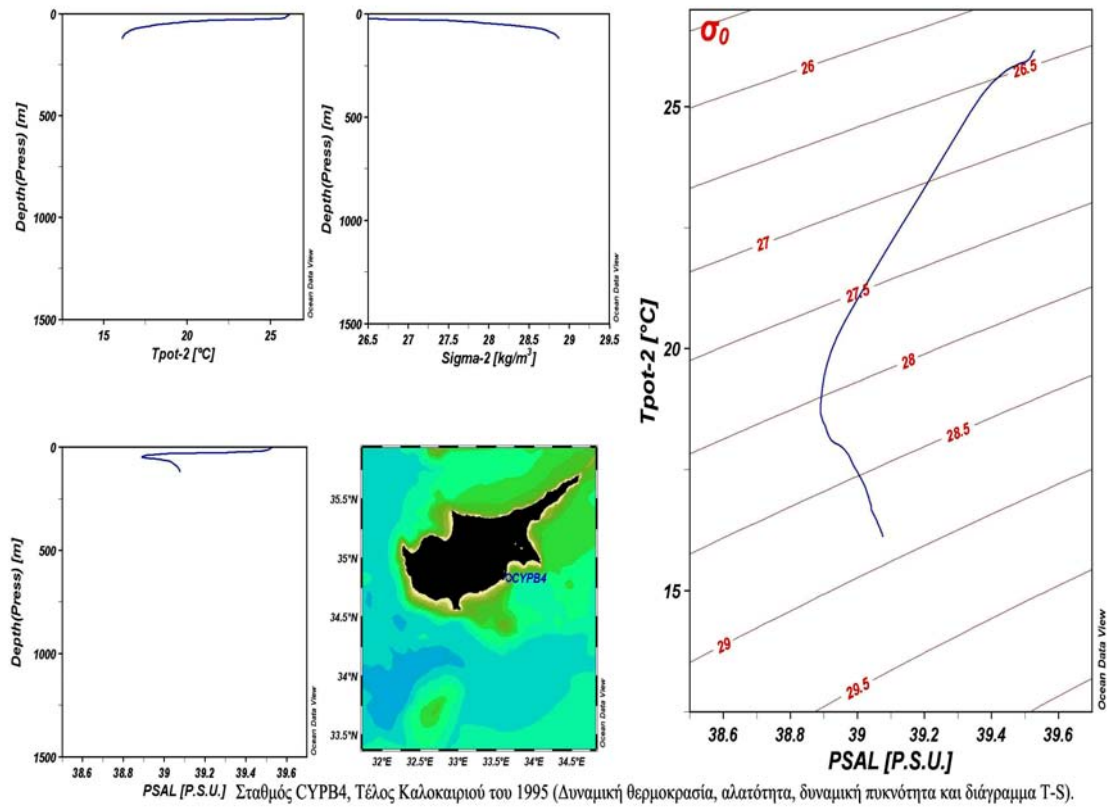 0
500
1000
1500
Depth(Press) [m]
15
20
25
Tpot-2 [°C]
Ocean Data View
0
500
1000
1500
Depth(Press) [m]
26.5
27
27.5
28
28.5
29
29.5
Sigma-2 [kg/m³]
Ocean Data View
σ0
26
26.5
27
27.5
28
28.5
29
29.5
25
20
15
Tpot-2 [°C]
38.6
38.8
39
39.2
39.4
39.6
PSAL [P.S.U.]
Ocean Data View
0
500
1000
1500
Depth(Press) [m]
38.6
38.8
39
39.2
39.4
39.6
PSAL [P.S.U.]
Ocean Data View
35.5°N
35°N
34.5°N
34°N
33.5°N
CYPB4
32°E
32.5°E
33°E
33.5°E
34°E
34.5°E
Ocean Data View
Σταθμός CYPB4, Τέλος Καλοκαιριού του 1995 (Δυναμική θερμοκρασία, αλατότητα, δυναμική πυκνότητα και διάγραμμα T-S).